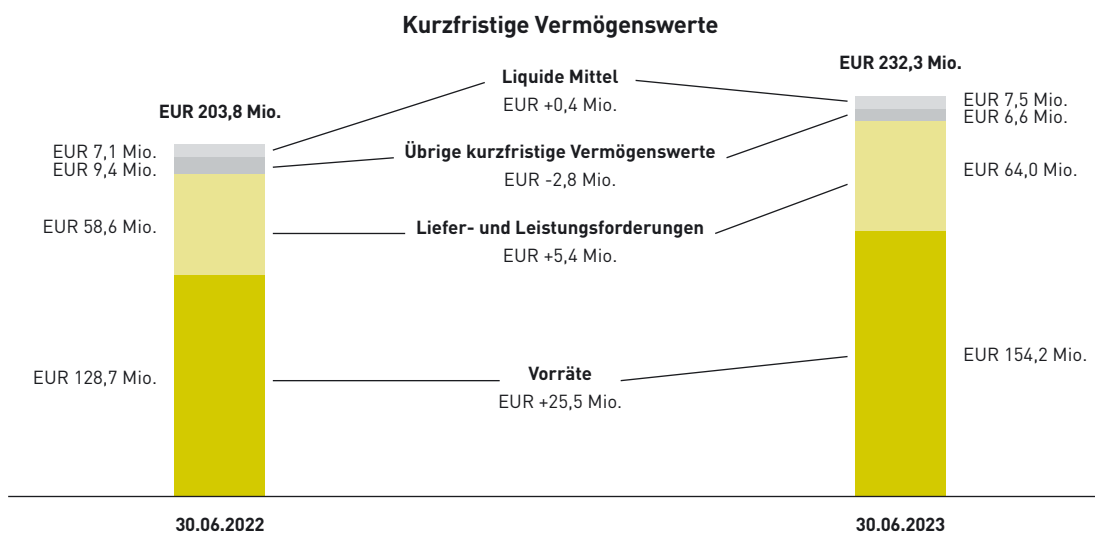 Kurzfristige Vermögenswerte
EUR 203,8 Mio.
EUR 7,1 Mio.
EUR 9,4 Mio.
EUR 58,6 Mio.
EUR 128,7 Mio.
30.06.2022
Liquide Mittel
EUR +0,4 Mio.
Übrige kurzfristige Vermögenswerte
EUR -2,8 Mio.
Liefer- und Leistungsforderungen
EUR +5,4 Mio.
Vorräte
EUR +25,5 Mio.
EUR 232,3 Mio.
EUR 7,5 Mio.
EUR 6,6 Mio.
EUR 64,0 Mio.
EUR 154,2 Mio.
30.06.2023